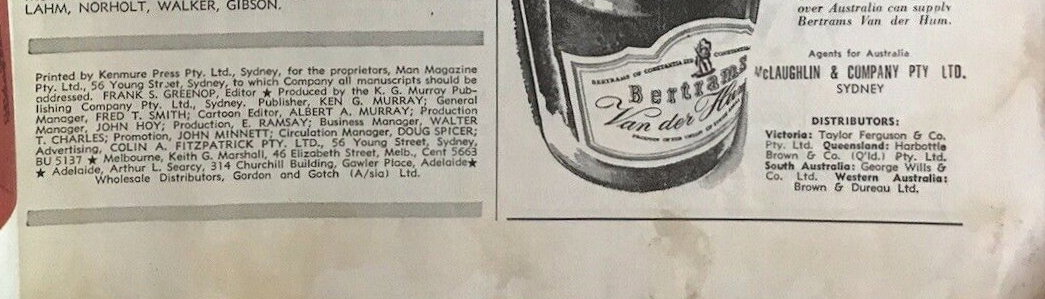 LAHM, NORHOLT, WALKER, GIBSON.
Printed by Kenmure Press Pty. Ltd., Sydney, for the proprietors, Man Magazine
Pty. Ltd., 56 Young Street, Sydney, to which Company all manuscripts should be
addressed. FRANK S. GREENOP, Editor ★ Produced by the K. G. Murray Pub-
lishing Company Pty. Ltd., Sydney. Publisher, KEN G. MURRAY; General
Manager, FRED T. SMITH; Cartoon Editor, ALBERT A. MURRAY; Production
Manager, JOHN HOY; Production, E. RAMSAY; Business Manager, WALTER
T. CHARLES; Promotion, JOHN MINNETT; Circulation Manager, DOUG SPICER;
Advertising, COLIN A. FITZPATRICK PTY. LTD., 56 Young Street, Sydney,
BU 5137 ★ Melbourne, Keith G. Marshall, 46 Elizabeth Street, Melb., Cent 5663
★ Adelaide, Arthur L. Searcy, 314 Churchill Building, Gawler Place, Adelaide★
Wholesale Distributors, Gordon and Gotch (A/sia) Ltd.
BERTRAMS OF CONSTANTIA
Bertrams
Van der Hum
over Australia can supply
Bertrams Van der Hum.
Agents for Australia
McLAUGHLIN & COMPANY PTY LTD.
SYDNEY
DISTRIBUTORS:
Victoria: Taylor Ferguson & Co.
Pty. Ltd. Queensland: Harbottle
Brown & Co. (Q'ld.) Pty. Ltd.
South Australia: George Wills &
Co. Ltd. Western Australia:
Brown & Dureau Ltd.